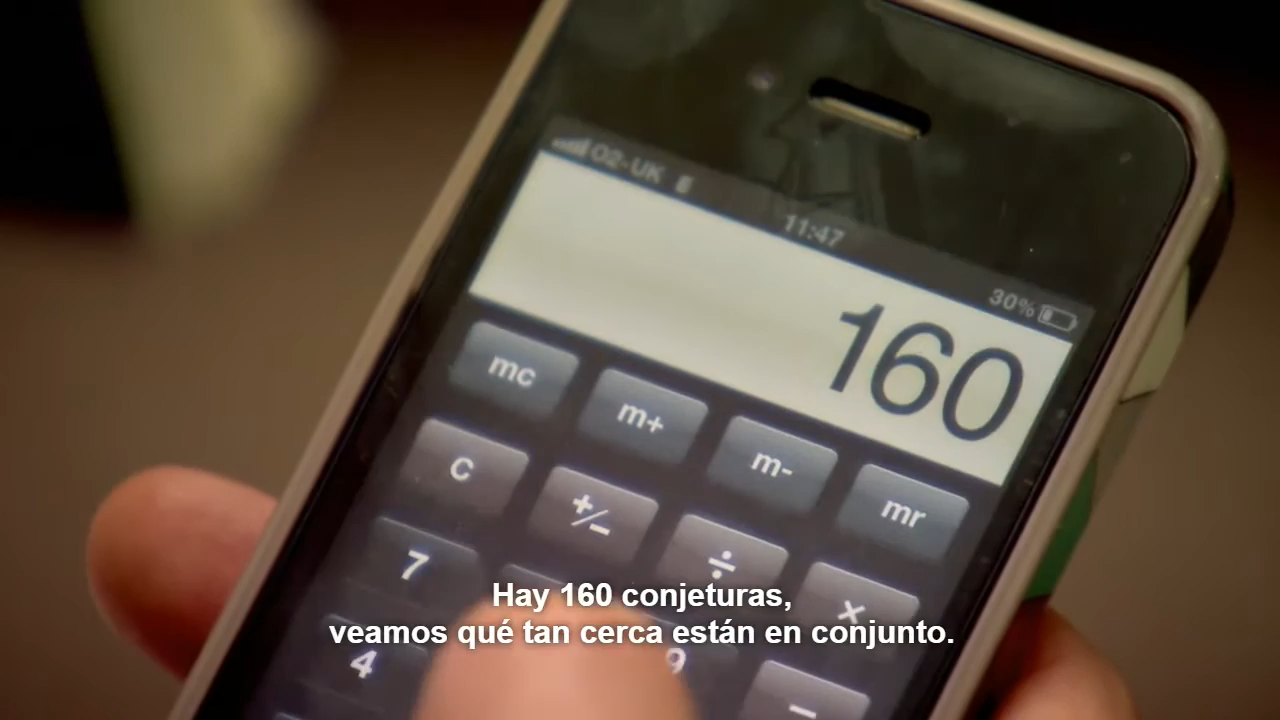 O2-UK
11:47
30%
160
mc
m+
m-
mr
C
+/−
÷
×
7
9
4
−
Hay 160 conjeturas,
veamos qué tan cerca están en conjunto.